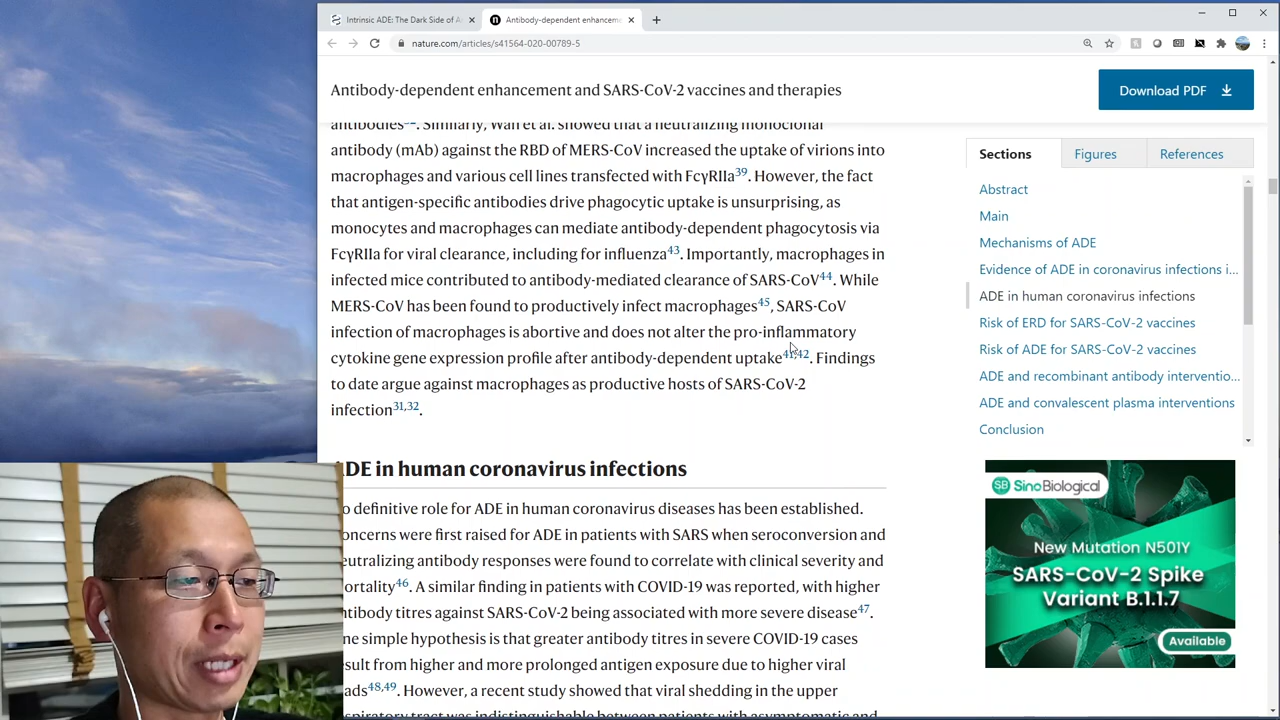 Intrinsic ADE: The Dark Side of A
Antibody-dependent enhancemen
nature.com/articles/s41564-020-00789-5
Antibody-dependent enhancement and SARS-CoV-2 vaccines and therapies
Download PDF
antibodies. Similarly, Wan et al. showed that a neutralizing monoclonal
antibody (mAb) against the RBD of MERS-CoV increased the uptake of virions into
macrophages and various cell lines transfected with FcγRIIa39. However, the fact
that antigen-specific antibodies drive phagocytic uptake is unsurprising, as
monocytes and macrophages can mediate antibody-dependent phagocytosis via
FcγRIIa for viral clearance, including for influenza43. Importantly, macrophages in
infected mice contributed to antibody-mediated clearance of SARS-CoV44. While
MERS-CoV has been found to productively infect macrophages45, SARS-CoV
infection of macrophages is abortive and does not alter the pro-inflammatory
cytokine gene expression profile after antibody-dependent uptake41,42. Findings
to date argue against macrophages as productive hosts of SARS-CoV-2
infection31,32.
ADE in human coronavirus infections
o definitive role for ADE in human coronavirus diseases has been established.
oncerns were first raised for ADE in patients with SARS when seroconversion and
eutralizing antibody responses were found to correlate with clinical severity and
ortality46. A similar finding in patients with COVID-19 was reported, with higher
ntibody titres against SARS-CoV-2 being associated with more severe disease47.
ne simple hypothesis is that greater antibody titres in severe COVID-19 cases
sult from higher and more prolonged antigen exposure due to higher viral
ads48,49. However, a recent study showed that viral shedding in the upper
spiratory tract was indistinguishable between patients with asymptomatic and
Sections
Figures
References
Abstract
Main
Mechanisms of ADE
Evidence of ADE in coronavirus infections i...
ADE in human coronavirus infections
Risk of ERD for SARS-CoV-2 vaccines
Risk of ADE for SARS-CoV-2 vaccines
ADE and recombinant antibody interventio...
ADE and convalescent plasma interventions
Conclusion
SB SinoBiological
New Mutation N501Y
SARS-CoV-2 Spike
Variant B.1.1.7
Available